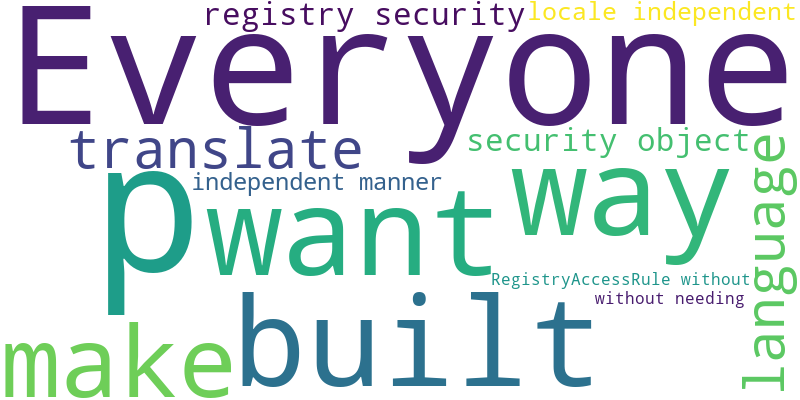 registry security
locale independent
Everyone
translate
security object
language
p
independent manner
want
way
RegistryAccessRule without
without needing
make
built